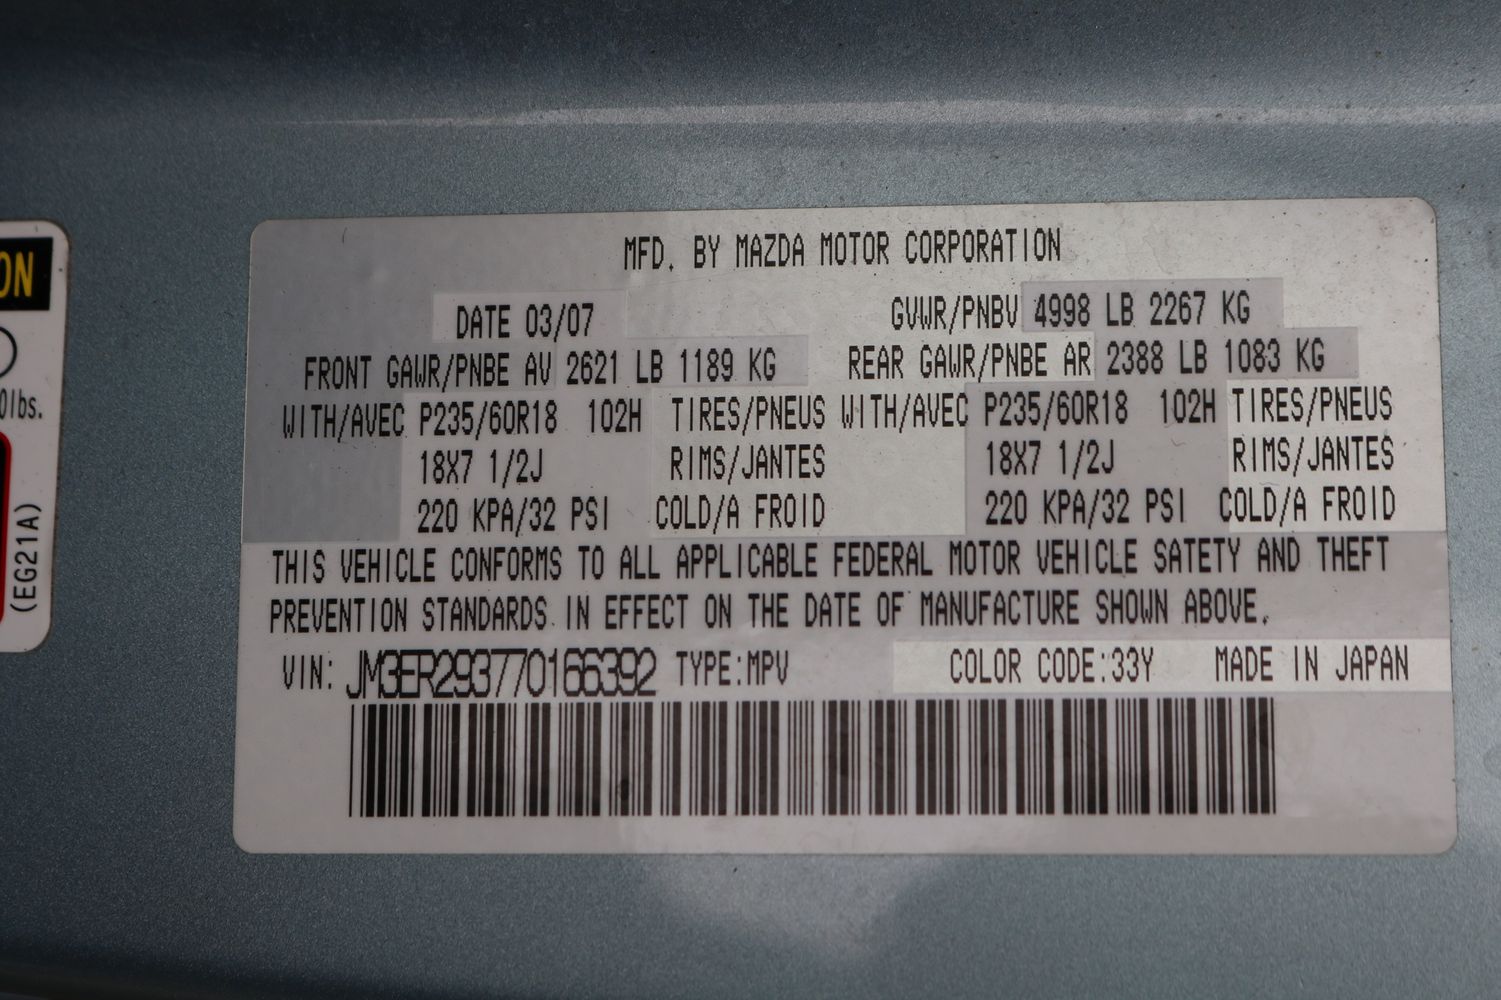 MFD. BY MAZDA MOTOR CORPORATION
DATE 03/07 GVWR/PNBV 4998 LB 2267 KG
FRONT GAWR/PNBE AV 2621 LB 1189 KG REAR GAWR/PNBE AR 2388 LB 1083 KG
WITH/AVEC P235/60R18 102H TIRES/PNEUS WITH/AVEC P235/60R18 102H TIRES/PNEUS
18X7 1/2J RIMS/JANTES 18X7 1/2J RIMS/JANTES
220 KPA/32 PSI COLD/A FROID 220 KPA/32 PSI COLD/A FROID
THIS VEHICLE CONFORMS TO ALL APPLICABLE FEDERAL MOTOR VEHICLE SATETY AND THEFT
PREVENTION STANDARDS IN EFFECT ON THE DATE OF MANUFACTURE SHOWN ABOVE.
VIN: JM3ER293770166392 TYPE:MPV COLOR CODE:33Y MADE IN JAPAN
ON
0lbs.
(EG21A)